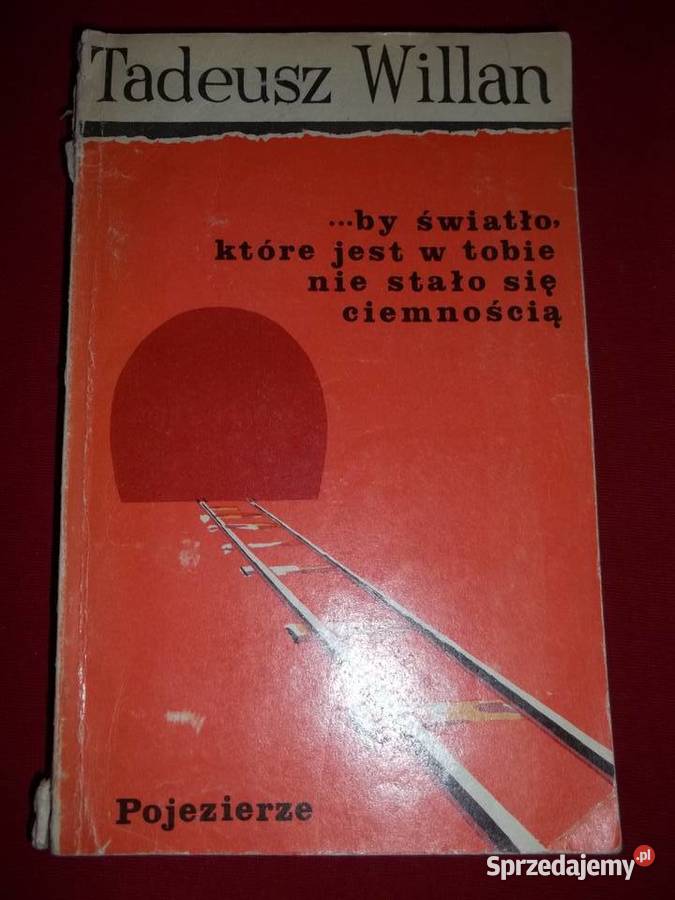 Tadeusz Willan
...by światło,
które jest w tobie
nie stało się
ciemnością
Pojezierze
Sprzedajemy.pl